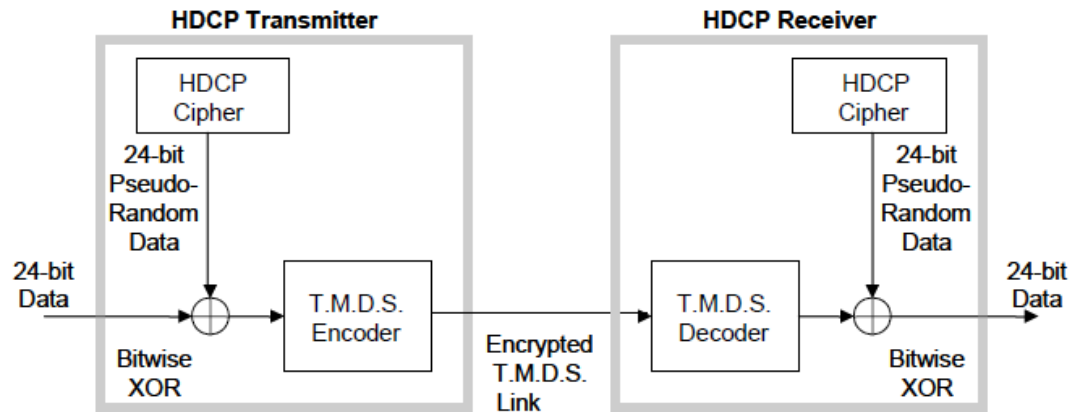 HDCP Transmitter
HDCP
Cipher
24-bit
Pseudo-
Random
Data
24-bit
Data
Bitwise
XOR
T.M.D.S.
Encoder
Encrypted
T.M.D.S.
Link
HDCP Receiver
HDCP
Cipher
24-bit
Pseudo-
Random
Data
T.M.D.S.
Decoder
24-bit
Data
Bitwise
XOR